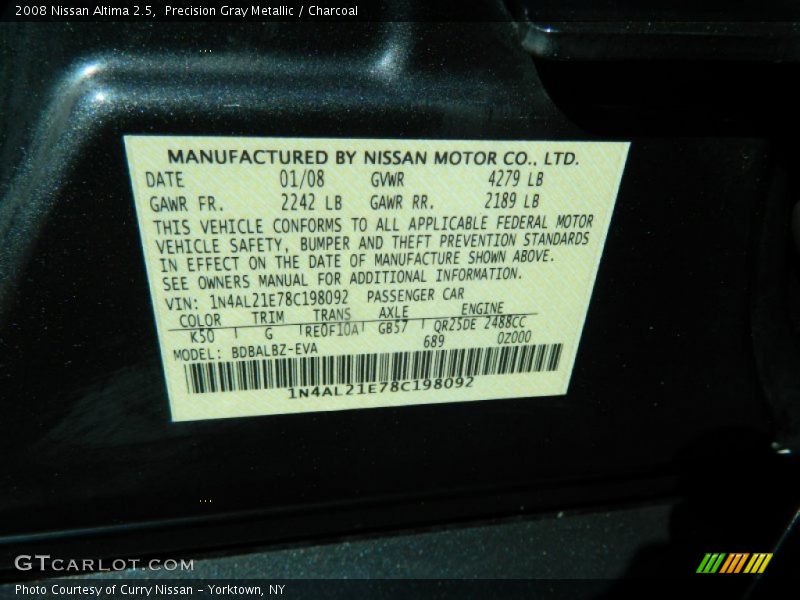 2008 Nissan Altima 2.5,  Precision Gray Metallic / Charcoal
MANUFACTURED BY NISSAN MOTOR CO., LTD.
DATE 01/08 GVWR 4279 LB
GAWR FR. 2242 LB GAWR RR. 2189 LB
THIS VEHICLE CONFORMS TO ALL APPLICABLE FEDERAL MOTOR
VEHICLE SAFETY, BUMPER AND THEFT PREVENTION STANDARDS
IN EFFECT ON THE DATE OF MANUFACTURE SHOWN ABOVE.
SEE OWNERS MANUAL FOR ADDITIONAL INFORMATION.
VIN: 1N4AL21E78C198092 PASSENGER CAR
COLOR TRIM TRANS AXLE ENGINE
K50 G RE0F10A GB57 QR25DE 2488CC
689 0Z000
MODEL: BDBALBZ-EVA
1N4AL21E78C198092
GTCARLOT.COM
Photo Courtesy of Curry Nissan – Yorktown, NY